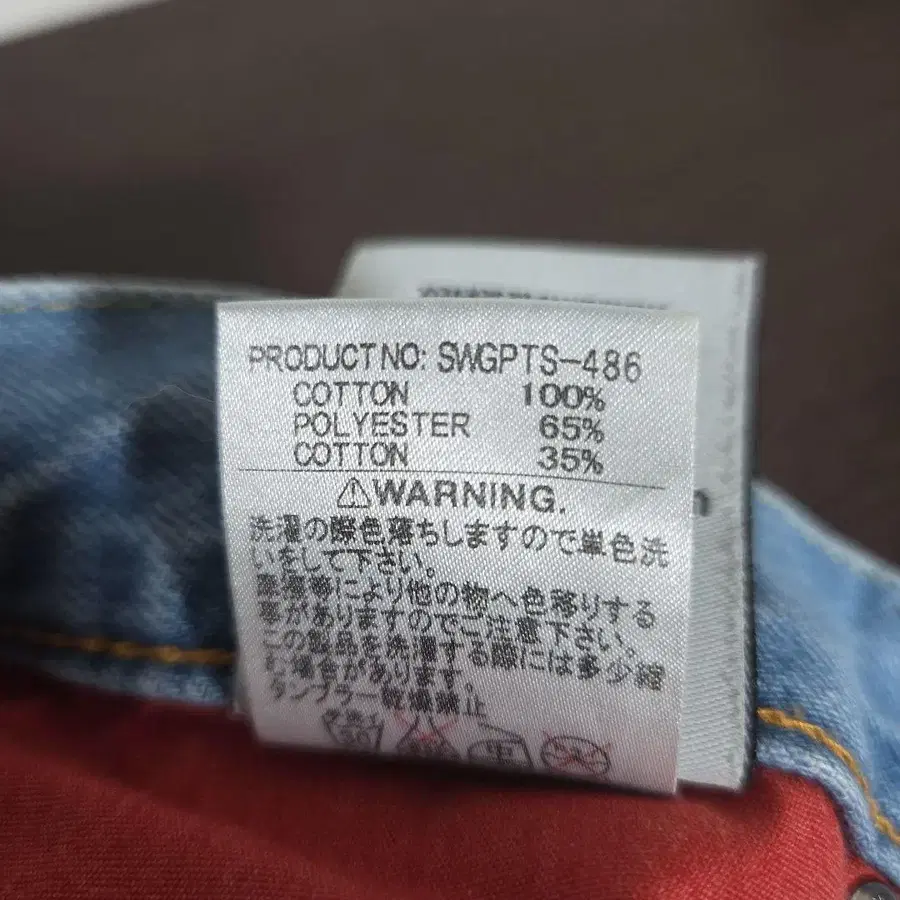 PRODUCT NO: SWGPTS-486
COTTON 100%
POLYESTER 65%
COTTON 35%
⚠WARNING.
洗濯の際色落ちしますので単色洗
いをして下さい。
摩擦等により他の物へ色移りする
事がありますのでご注意下さい。
この製品を洗濯する際には多少縮
む場合があります。
タンブラー乾燥禁止
n